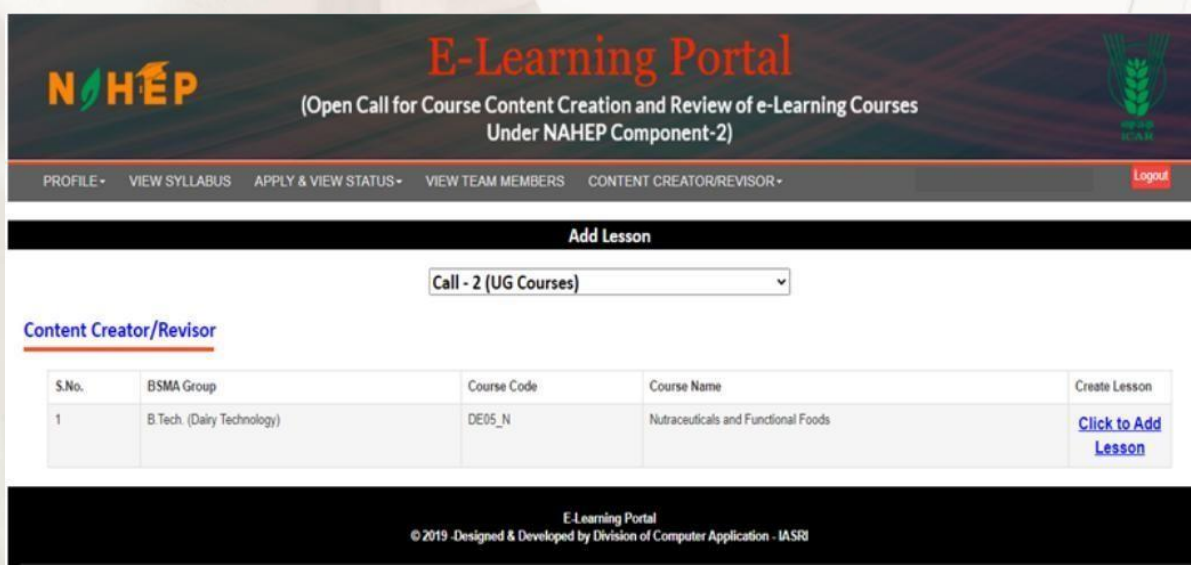 E-Learning Portal
NAHEP
(Open Call for Course Content Creation and Review of e-Learning Courses
Under NAHEP Component-2)
ICAR
PROFILE VIEW SYLLABUS APPLY & VIEW STATUS VIEW TEAM MEMBERS CONTENT CREATOR/REVISOR Logout
Add Lesson
Call - 2 (UG Courses)
Content Creator/Revisor
S.No. BSMA Group Course Code Course Name Create Lesson
1 B.Tech. (Dairy Technology) DE05_N Nutraceuticals and Functional Foods Click to Add
Lesson
E-Learning Portal
© 2019 -Designed & Developed by Division of Computer Application - IASRI